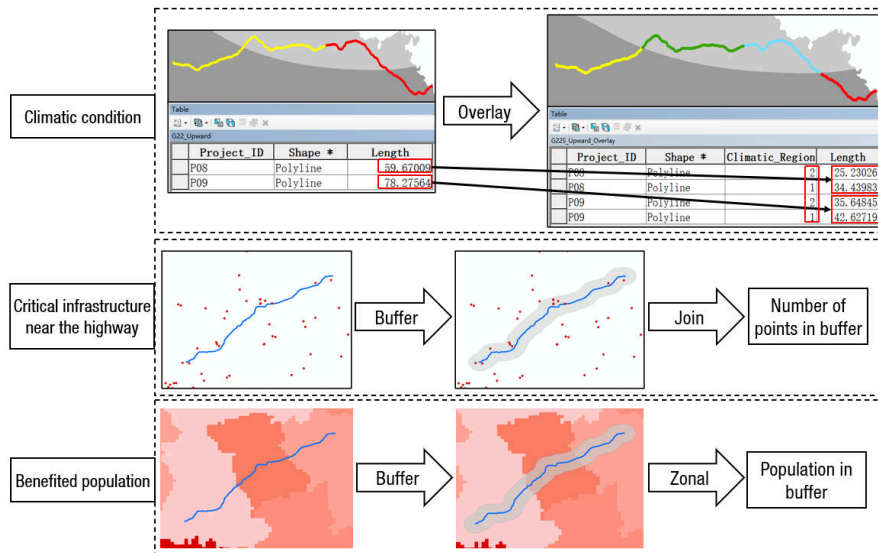 Climatic condition
Table
G22_Upward
Project_ID Shape * Length
P08 Polyline 59.67009
P09 Polyline 78.27564
Overlay
Table
G22S_Upward_Overlay
Project_ID Shape * Climatic_Region Length
P08 Polyline 2 25.23026
P08 Polyline 1 34.43983
P09 Polyline 2 35.64845
P09 Polyline 1 42.62719
Critical infrastructure
near the highway
Buffer
Join
Number of
points in buffer
Benefited population
Buffer
Zonal
Population in
buffer